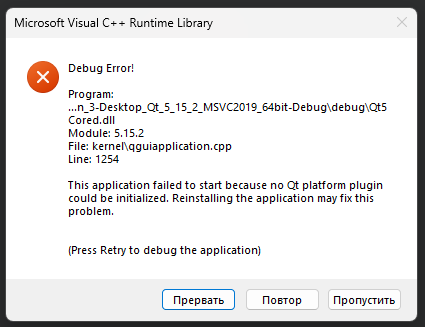 Microsoft Visual C++ Runtime Library
Debug Error!
Program:
...n_3-Desktop_Qt_5_15_2_MSVC2019_64bit-Debug\debug\Qt5
Cored.dll
Module: 5.15.2
File: kernel\qguiapplication.cpp
Line: 1254
This application failed to start because no Qt platform plugin
could be initialized. Reinstalling the application may fix this
problem.
(Press Retry to debug the application)
Прервать Повтор Пропустить